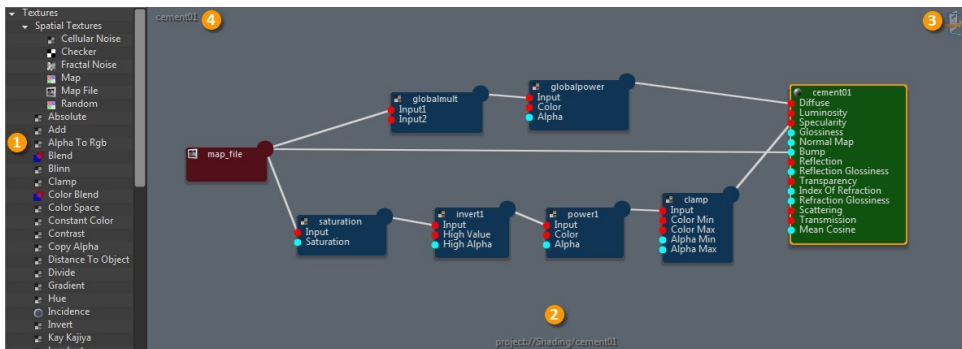 Textures
Spatial Textures
Cellular Noise
Checker
Fractal Noise
Map
Map File
Random
Absolute
Add
Alpha To Rgb
Blend
Blinn
Clamp
Color Blend
Color Space
Constant Color
Contrast
Copy Alpha
Distance To Object
Divide
Gradient
Hue
Incidence
Invert
Kay Kajiya
1
cement01
4
3
map_file
globalmult
Input1
Input2
globalpower
Input
Color
Alpha
saturation
Input
Saturation
invert1
Input
High Value
High Alpha
power1
Input
Color
Alpha
clamp
Input
Color Min
Color Max
Alpha Min
Alpha Max
cement01
Diffuse
Luminosity
Specularity
Glossiness
Normal Map
Bump
Reflection
Reflection Glossiness
Transparency
Index Of Refraction
Refraction Glossiness
Scattering
Transmission
Mean Cosine
2
project://Shading/cement01